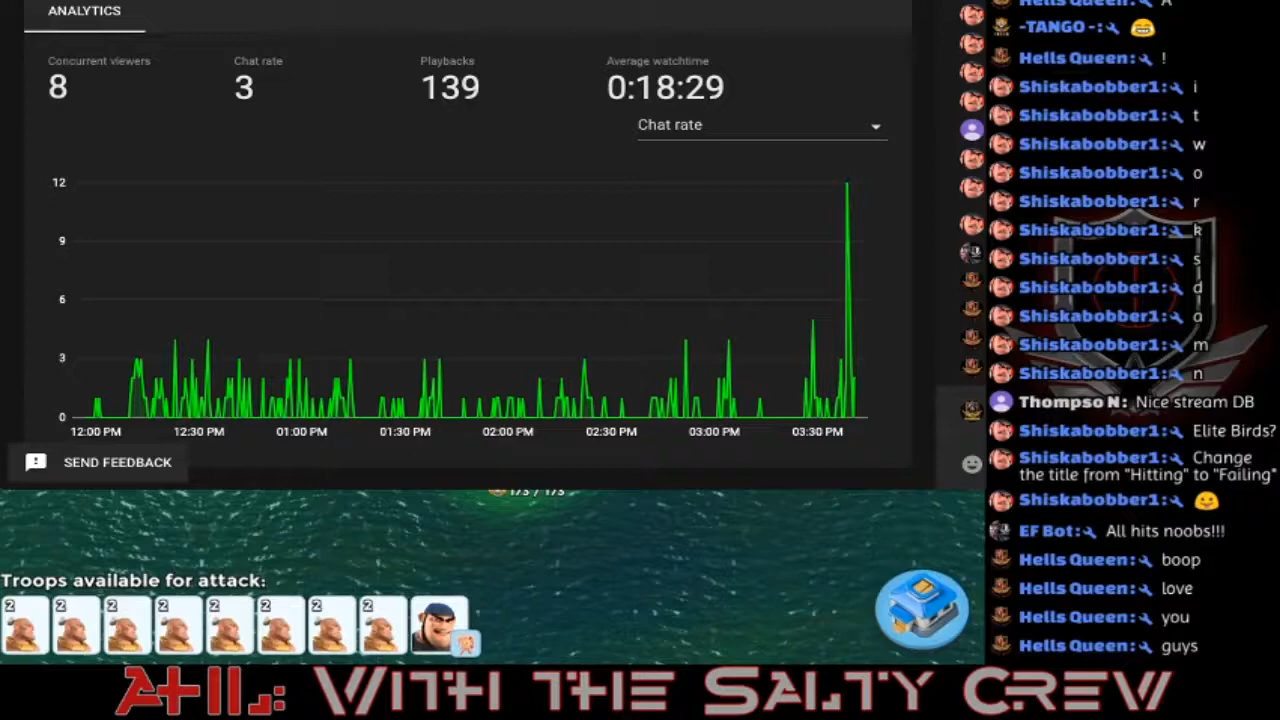 ANALYTICS
Concurrent viewers
8
Chat rate
3
Playbacks
139
Average watchtime
0:18:29
Chat rate
12
9
6
3
0
12:00 PM 12:30 PM 01:00 PM 01:30 PM 02:00 PM 02:30 PM 03:00 PM 03:30 PM
SEND FEEDBACK
173 / 173
Troops available for attack:
2 2 2 2 2 2 2 2
Hells Queen: A
-TANGO -: 😁
Hells Queen: !
Shiskabobber1: i
Shiskabobber1: t
Shiskabobber1: w
Shiskabobber1: o
Shiskabobber1: r
Shiskabobber1: k
Shiskabobber1: s
Shiskabobber1: d
Shiskabobber1: a
Shiskabobber1: m
Shiskabobber1: n
Thompso N: Nice stream DB
Shiskabobber1: Elite Birds?
Shiskabobber1: Change
the title from "Hitting" to "Failing"
Shiskabobber1: 😛
EF Bot: All hits noobs!!!
Hells Queen: boop
Hells Queen: love
Hells Queen: you
Hells Queen: guys
With the Salty Crew